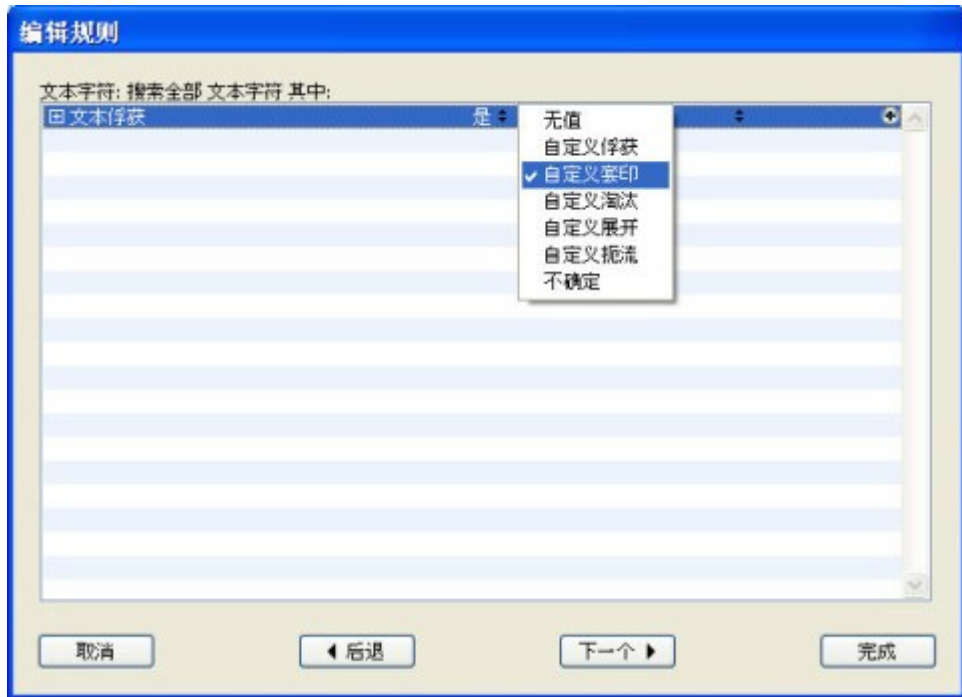 编辑规则
文本字符: 搜索全部 文本字符 其中:
文本俘获 是
无值
自定义俘获
自定义套印
自定义淘汰
自定义展开
自定义扼流
不确定
取消 后退 下一个 完成